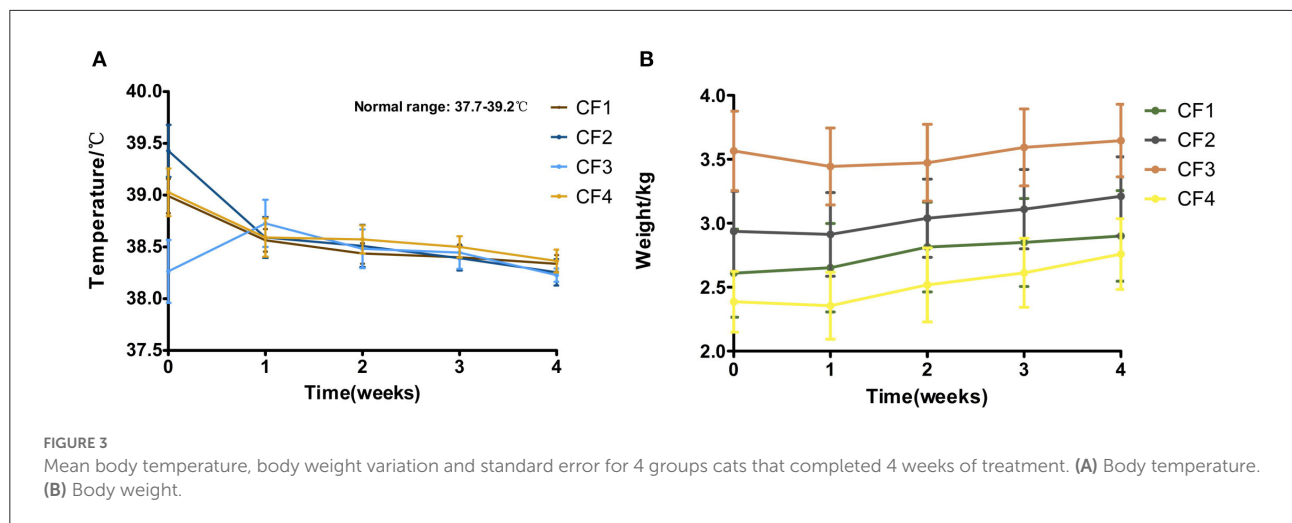 A
40.0
39.5
39.0
38.5
38.0
37.5
Temperature/℃
Normal range: 37.7-39.2℃
CF1
CF2
CF3
CF4
0 1 2 3 4
Time(weeks)
B
4.0
3.5
3.0
2.5
2.0
Weight/kg
CF1
CF2
CF3
CF4
0 1 2 3 4
Time(weeks)
FIGURE 3
Mean body temperature, body weight variation and standard error for 4 groups cats that completed 4 weeks of treatment. (A) Body temperature.
(B) Body weight.